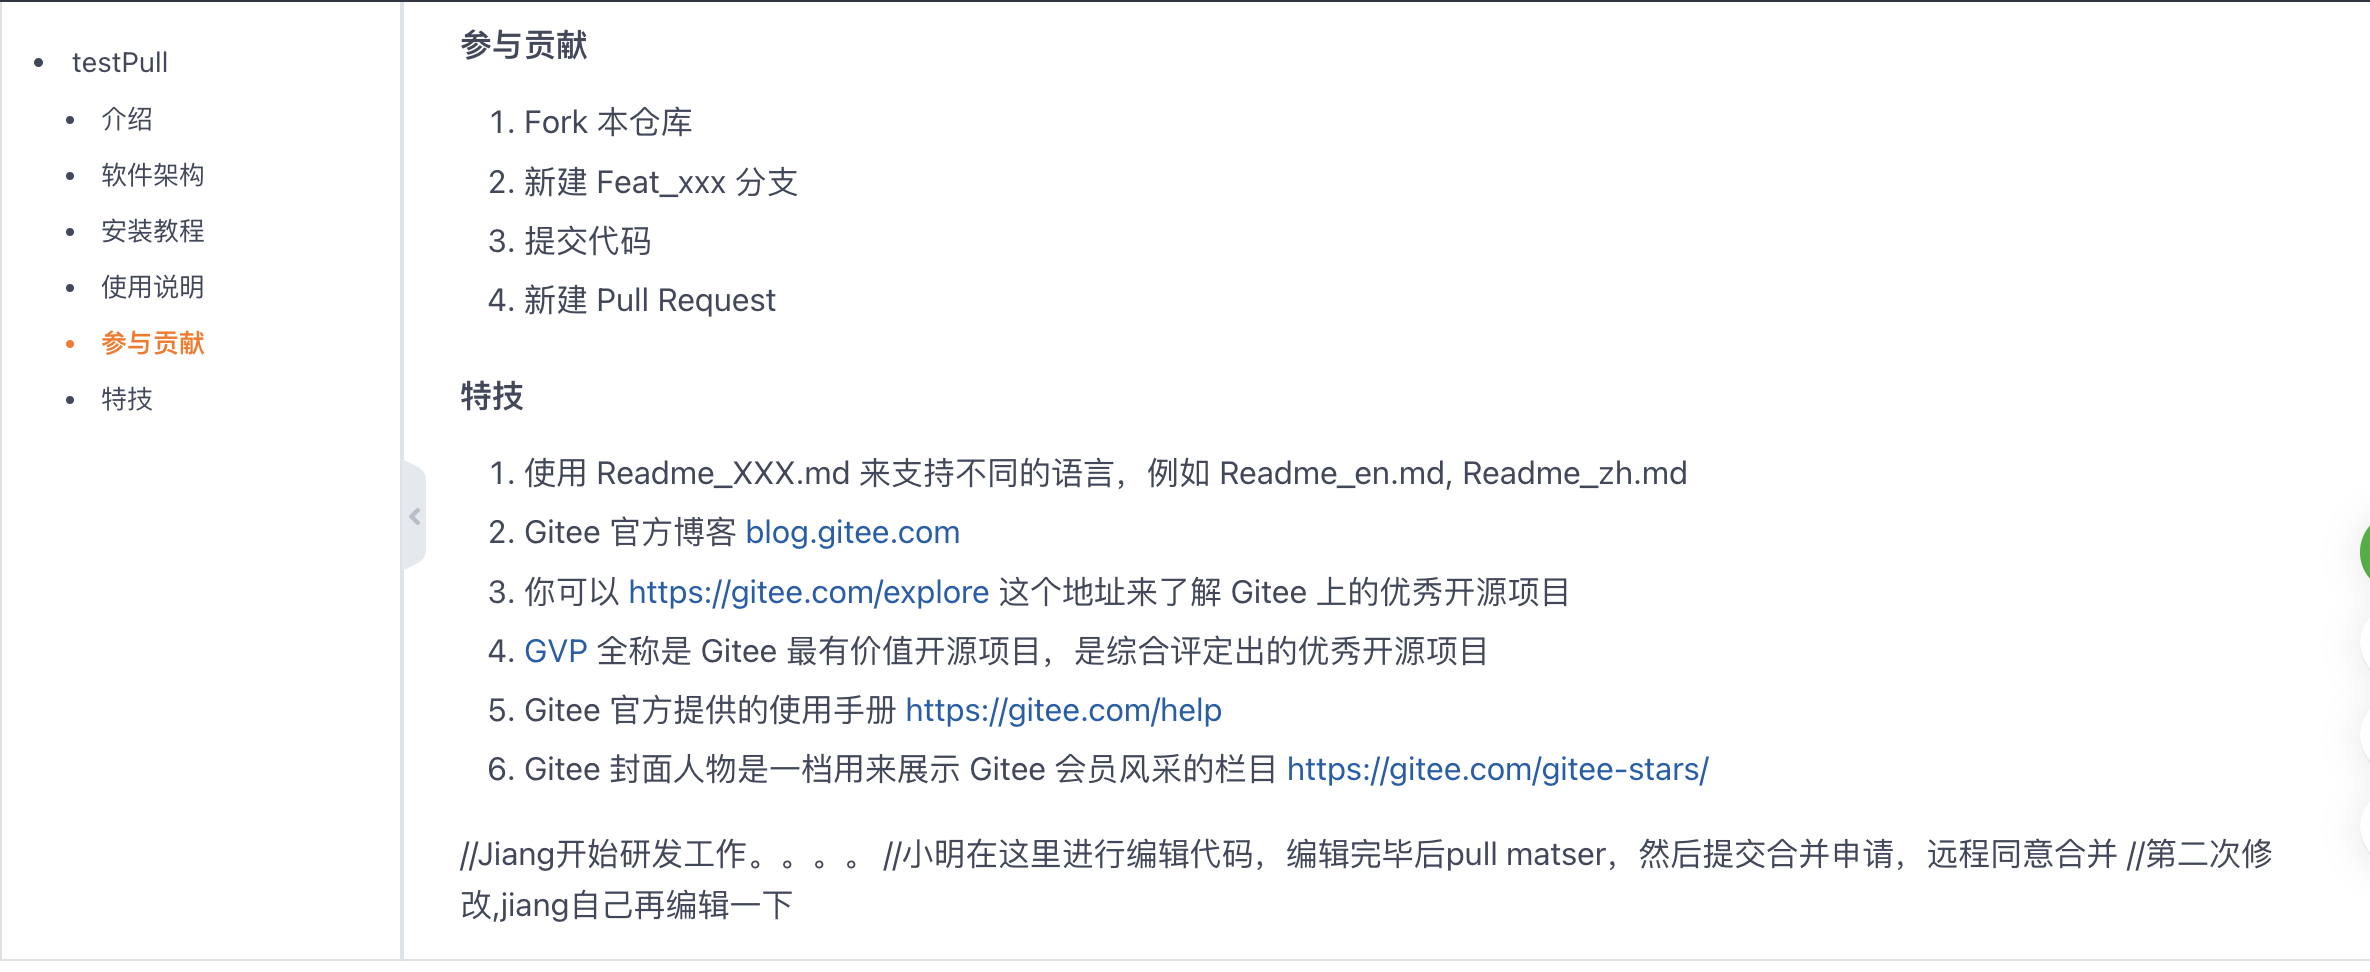 testPull
介绍
软件架构
安装教程
使用说明
参与贡献
特技
参与贡献
1. Fork 本仓库
2. 新建 Feat_xxx 分支
3. 提交代码
4. 新建 Pull Request
特技
1. 使用 Readme_XXX.md 来支持不同的语言，例如 Readme_en.md, Readme_zh.md
2. Gitee 官方博客 blog.gitee.com
3. 你可以 https://gitee.com/explore 这个地址来了解 Gitee 上的优秀开源项目
4. GVP 全称是 Gitee 最有价值开源项目，是综合评定出的优秀开源项目
5. Gitee 官方提供的使用手册 https://gitee.com/help
6. Gitee 封面人物是一档用来展示 Gitee 会员风采的栏目 https://gitee.com/gitee-stars/
//Jiang开始研发工作。。。。 //小明在这里进行编辑代码，编辑完毕后pull matser，然后提交合并申请，远程同意合并 //第二次修
改,jiang自己再编辑一下